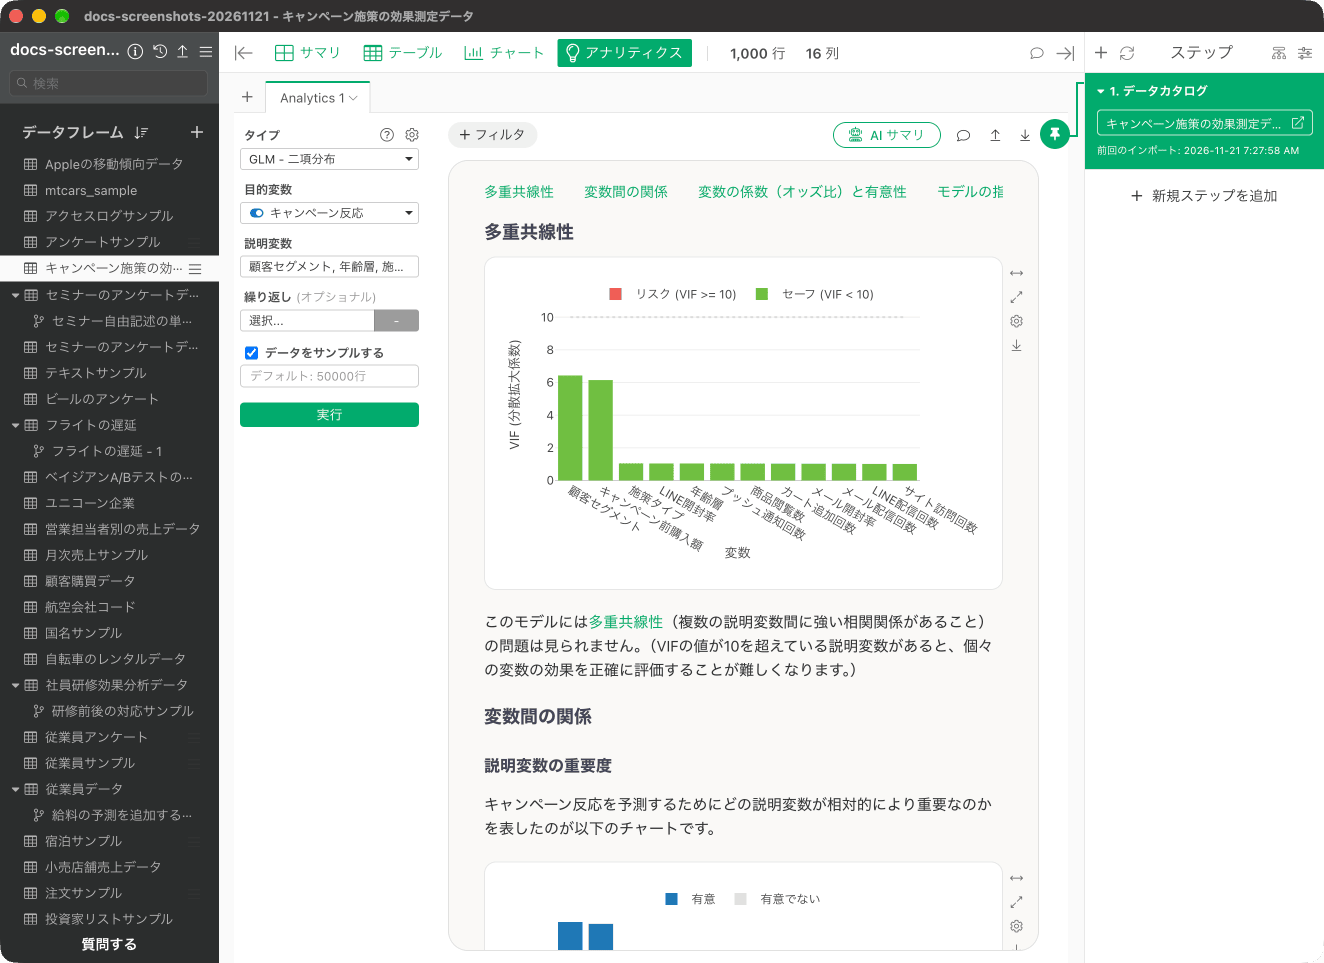 docs-screenshots-20261121 - キャンペーン施策の効果測定データ
docs-screen...
検索
データフレーム
Appleの移動傾向データ
mtcars_sample
アクセスログサンプル
アンケートサンプル
キャンペーン施策の効...
セミナーのアンケートデ...
セミナー自由記述の単...
セミナーのアンケートデ...
テキストサンプル
ビールのアンケート
フライトの遅延
フライトの遅延 - 1
ベイジアンA/Bテストの...
ユニコーン企業
営業担当者別の売上データ
月次売上サンプル
顧客購買データ
航空会社コード
国名サンプル
自転車のレンタルデータ
社員研修効果分析データ
研修前後の対応サンプル
従業員アンケート
従業員サンプル
従業員データ
給料の予測を追加する...
宿泊サンプル
小売店舗売上データ
注文サンプル
投資家リストサンプル
質問する
サマリ
テーブル
チャート
アナリティクス
1,000 行
16 列
Analytics 1
タイプ
GLM - 二項分布
目的変数
キャンペーン反応
説明変数
顧客セグメント, 年齢層, 施...
繰り返し (オプショナル)
選択...
-
データをサンプルする
デフォルト: 50000行
実行
+ フィルタ
AI サマリ
多重共線性
変数間の関係
変数の係数（オッズ比）と有意性
モデルの指
多重共線性
リスク (VIF >= 10)
セーフ (VIF < 10)
VIF (分散拡大係数)
10
8
6
4
2
0
顧客セグメント
キャンペーン前購入額
施策タイプ
LINE開封率
年齢層
プッシュ通知回数
商品閲覧数
カート追加回数
メール開封率
メール配信回数
LINE配信回数
サイト訪問回数
変数
このモデルには多重共線性（複数の説明変数間に強い相関関係があること）
の問題は見られません。（VIFの値が10を超えている説明変数があると、個々
の変数の効果を正確に評価することが難しくなります。）
変数間の関係
説明変数の重要度
キャンペーン反応を予測するためにどの説明変数が相対的により重要なのか
を表したのが以下のチャートです。
有意
有意でない
ステップ
1. データカタログ
キャンペーン施策の効果測定デ...
前回のインポート: 2026-11-21 7:27:58 AM
+ 新規ステップを追加